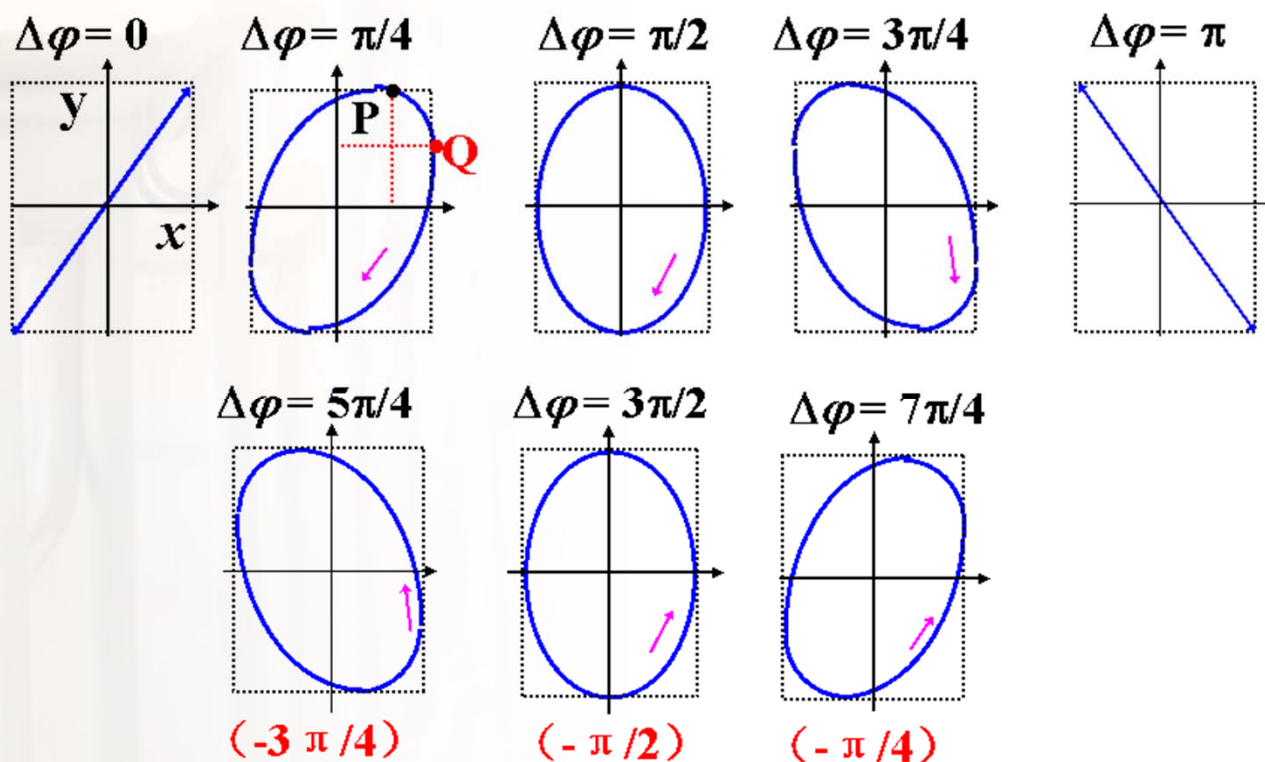 Δφ = 0
Δφ = π/4
Δφ = π/2
Δφ = 3π/4
Δφ = π
y
x
P
Q
Δφ = 5π/4
Δφ = 3π/2
Δφ = 7π/4
(-3π/4)
(-π/2)
(-π/4)